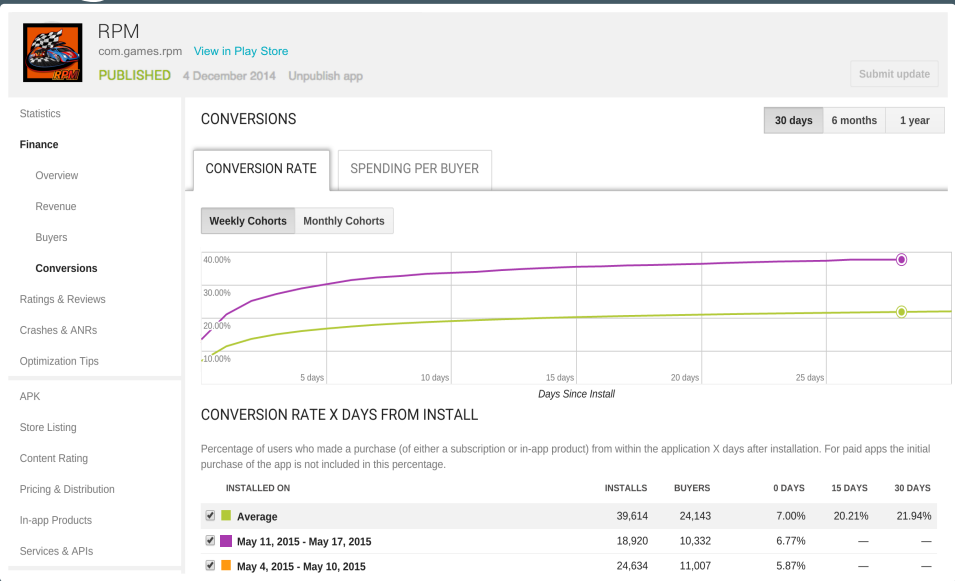 RPM
com.games.rpm View in Play Store
PUBLISHED 4 December 2014 Unpublish app
Submit update
RPM
Statistics
Finance
Overview
Revenue
Buyers
Conversions
Ratings & Reviews
Crashes & ANRs
Optimization Tips
APK
Store Listing
Content Rating
Pricing & Distribution
In-app Products
Services & APIs
CONVERSIONS
30 days 6 months 1 year
CONVERSION RATE SPENDING PER BUYER
Weekly Cohorts Monthly Cohorts
40.00%
30.00%
20.00%
10.00%
5 days 10 days 15 days 20 days 25 days
Days Since Install
CONVERSION RATE X DAYS FROM INSTALL
Percentage of users who made a purchase (of either a subscription or in-app product) from within the application X days after installation. For paid apps the initial
purchase of the app is not included in this percentage.
INSTALLED ON INSTALLS BUYERS 0 DAYS 15 DAYS 30 DAYS
Average 39,614 24,143 7.00% 20.21% 21.94%
May 11, 2015 - May 17, 2015 18,920 10,332 6.77% — —
May 4, 2015 - May 10, 2015 24,634 11,007 5.87% — —